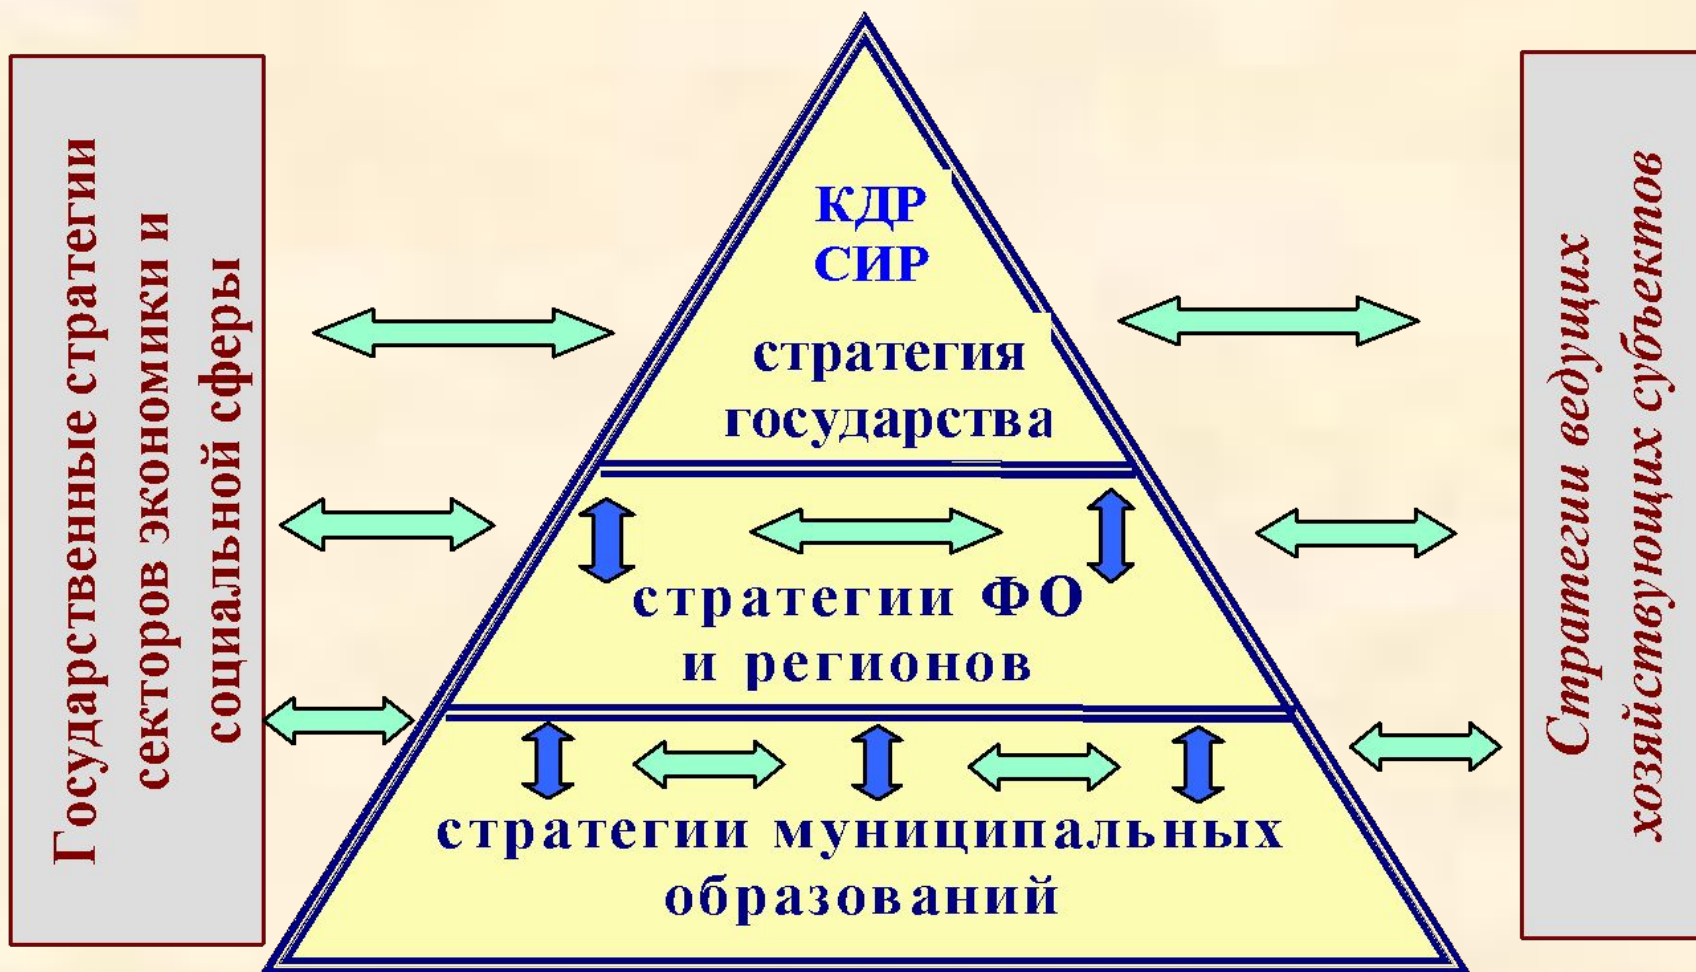 Государственные стратегии
секторов экономики и
социальной сферы
КДР
СИР
стратегия
государства
стратегии ФО
и регионов
стратегии муниципальных
образований
Стратегии ведущих
хозяйствующих субъектов